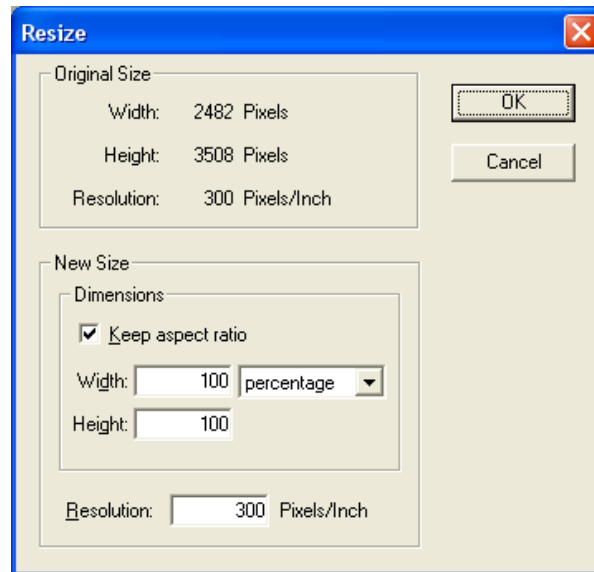 Resize
Original Size
Width: 2482 Pixels
Height: 3508 Pixels
Resolution: 300 Pixels/Inch
OK
Cancel
New Size
Dimensions
Keep aspect ratio
Width: 100 percentage
Height: 100
Resolution: 300 Pixels/Inch